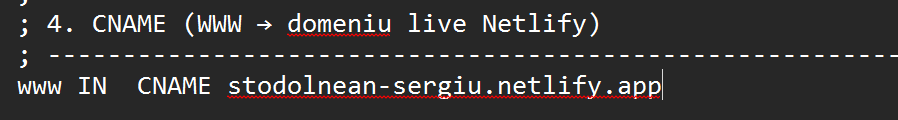 ; 4. CNAME (WWW → domeniu live Netlify)
; ----------------------------------------------------------
www IN  CNAME stodolnean-sergiu.netlify.app